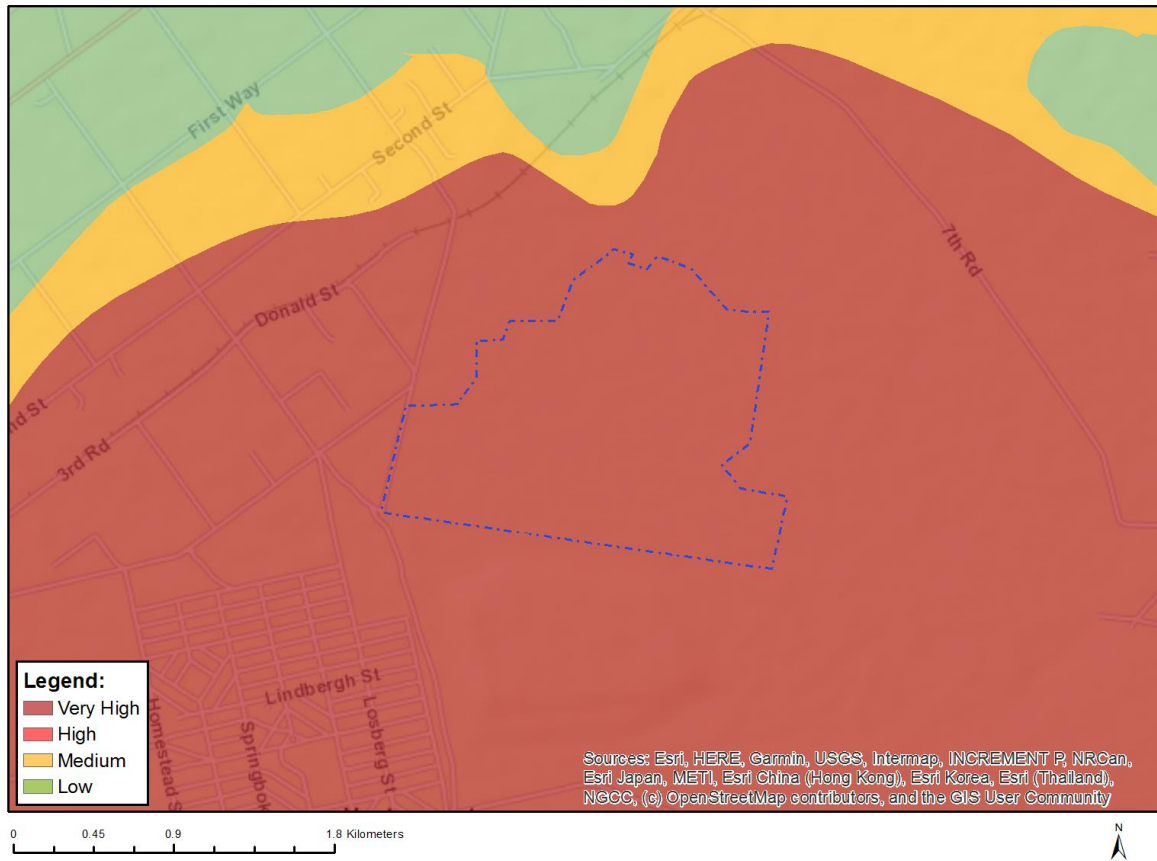 First Way
Second St
7th Rd
Donald St
3rd Rd
nd St
Lindbergh St
Homestead S
Springbok
Losberg St
Legend:
Very High
High
Medium
Low
Sources: Esri, HERE, Garmin, USGS, Intermap, INCREMENT P, NRCan,
Esri Japan, METI, Esri China (Hong Kong), Esri Korea, Esri (Thailand),
NGCC, (c) OpenStreetMap contributors, and the GIS User Community
0 0.45 0.9 1.8 Kilometers
N